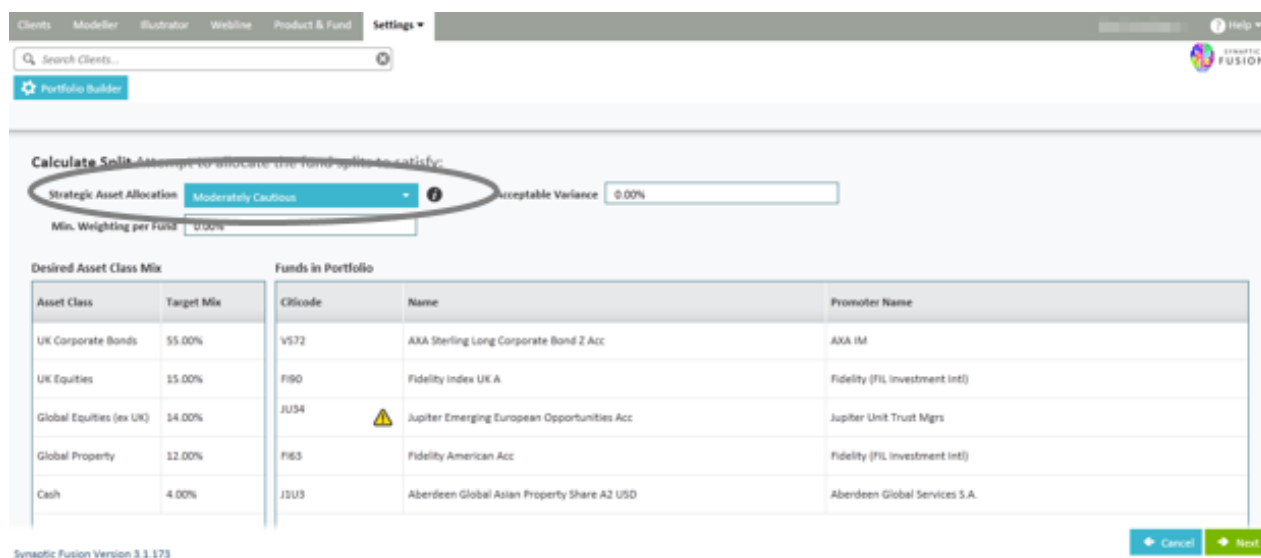 Clients Modeller Illustrator Webline Product & Fund Settings Help
Search Clients...
SYNAPTIC
FUSION
Portfolio Builder
Calculate Split Attempt to allocate the fund splits to satisfy:
Strategic Asset Allocation Moderately Cautious Acceptable Variance 0.00%
Min. Weighting per Fund 0.00%
Desired Asset Class Mix Funds in Portfolio
Asset Class Target Mix Citicode Name Promoter Name
UK Corporate Bonds 55.00% VS72 AXA Sterling Long Corporate Bond Z Acc AXA IM
UK Equities 15.00% FI90 Fidelity Index UK A Fidelity (FIL Investment Intl)
Global Equities (ex UK) 14.00% JU34 Jupiter Emerging European Opportunities Acc Jupiter Unit Trust Mgrs
Global Property 12.00% FI63 Fidelity American Acc Fidelity (FIL Investment Intl)
Cash 4.00% J1U3 Aberdeen Global Asian Property Share A2 USD Aberdeen Global Services S.A.
Cancel Next
Synaptic Fusion Version 3.1.173